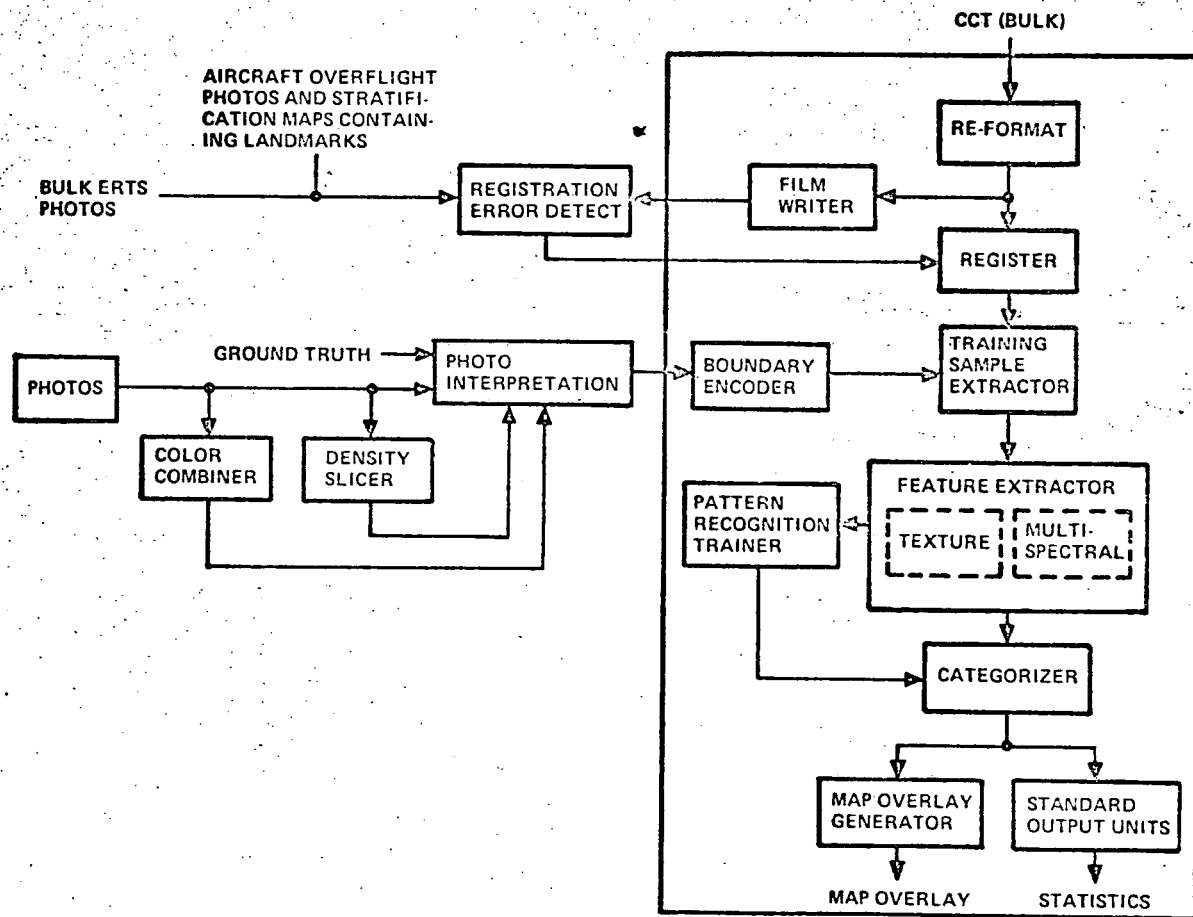 CCT (BULK)
AIRCRAFT OVERFLIGHT
PHOTOS AND STRATIFI-
CATION MAPS CONTAIN-
ING LANDMARKS
RE-FORMAT
BULK ERTS
PHOTOS
REGISTRATION
ERROR DETECT
FILM
WRITER
REGISTER
GROUND TRUTH
PHOTOS
PHOTO
INTERPRETATION
BOUNDARY
ENCODER
TRAINING
SAMPLE
EXTRACTOR
COLOR
COMBINER
DENSITY
SLICER
PATTERN
RECOGNITION
TRAINER
FEATURE EXTRACTOR
TEXTURE
MULTI-
SPECTRAL
CATEGORIZER
MAP OVERLAY
GENERATOR
STANDARD
OUTPUT UNITS
MAP OVERLAY
STATISTICS